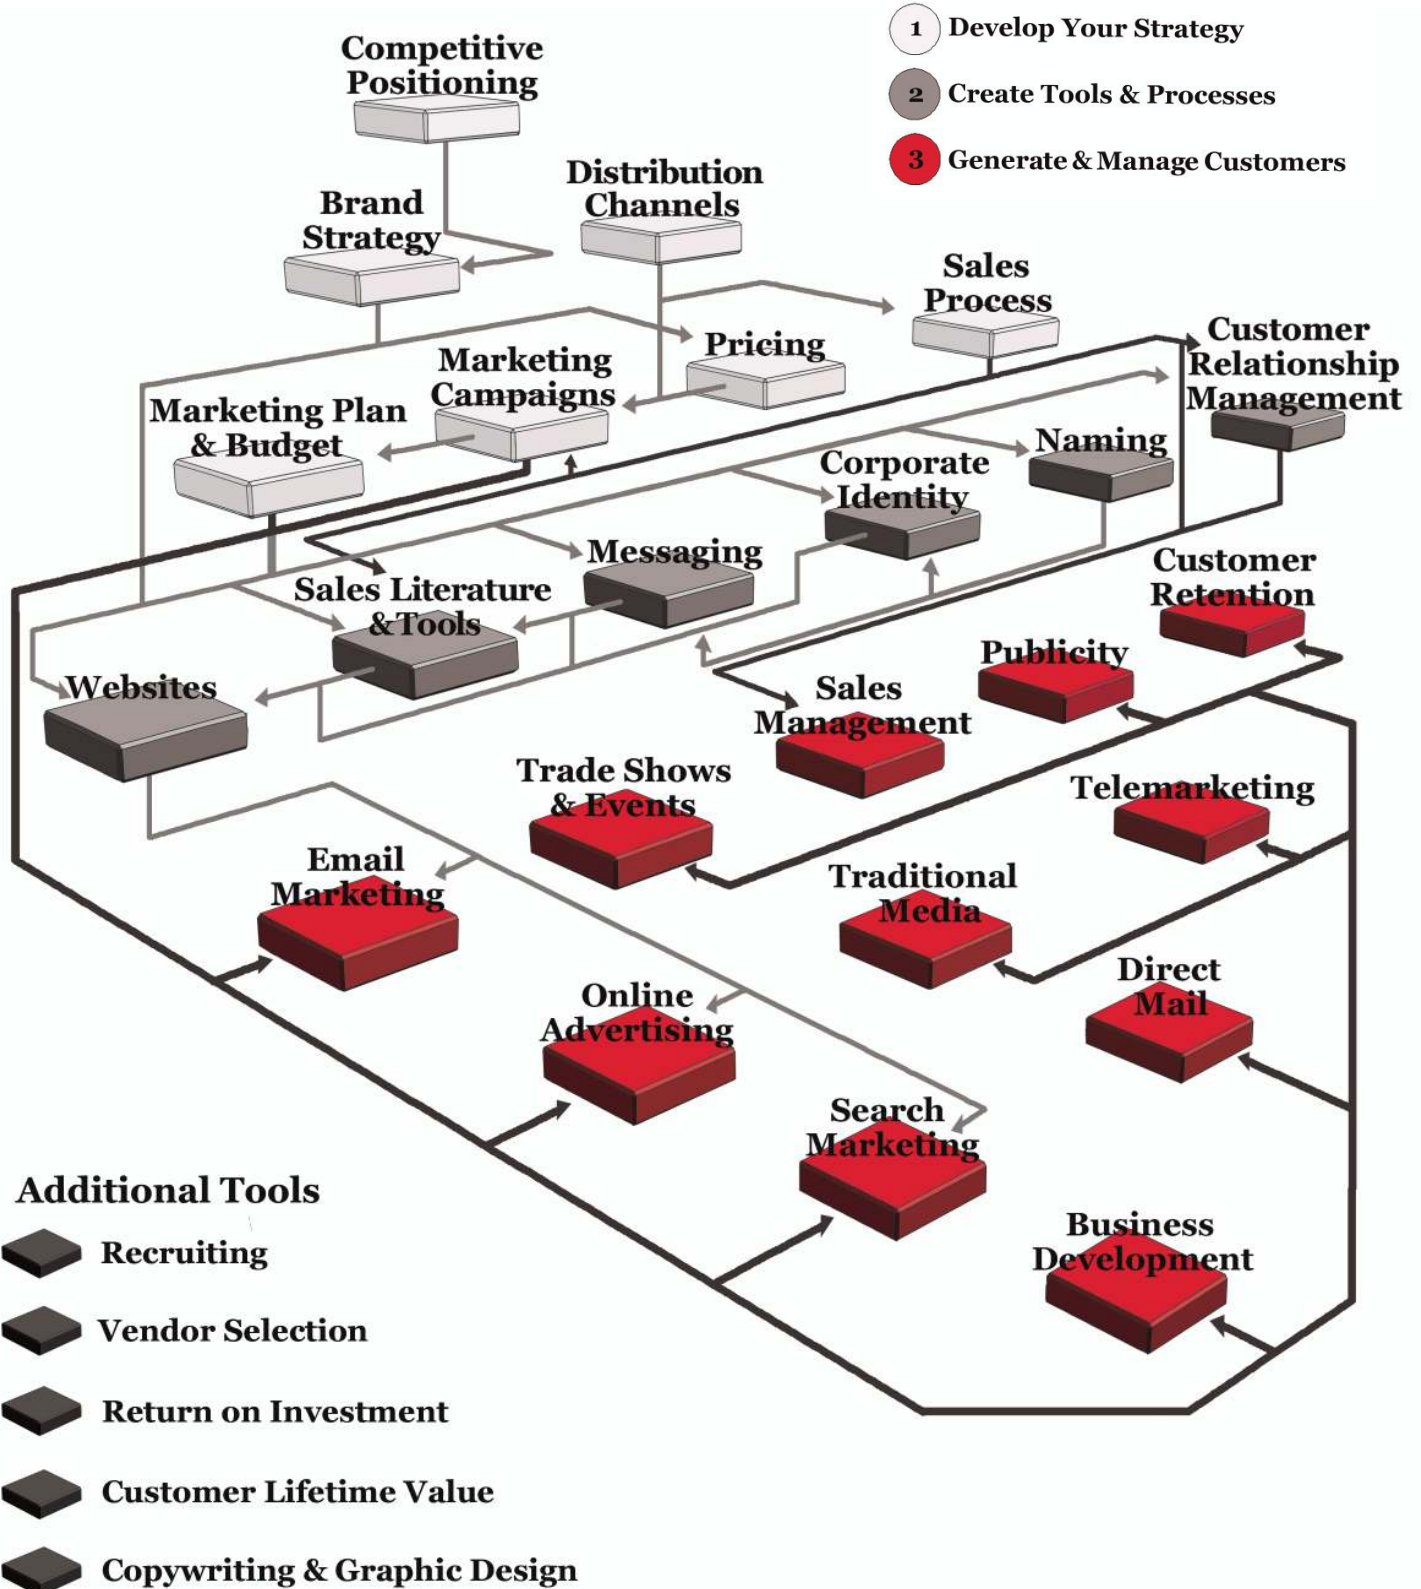 1 Develop Your Strategy
2 Create Tools & Processes
3 Generate & Manage Customers
Competitive
Positioning
Distribution
Channels
Brand
Strategy
Sales
Process
Pricing
Customer
Relationship
Management
Marketing
Campaigns
Marketing Plan
& Budget
Naming
Corporate
Identity
Messaging
Sales Literature
&Tools
Websites
Customer
Retention
Publicity
Sales
Management
Trade Shows
& Events
Telemarketing
Email
Marketing
Traditional
Media
Direct
Mail
Online
Advertising
Search
Marketing
Business
Development
Additional Tools
Recruiting
Vendor Selection
Return on Investment
Customer Lifetime Value
Copywriting & Graphic Design